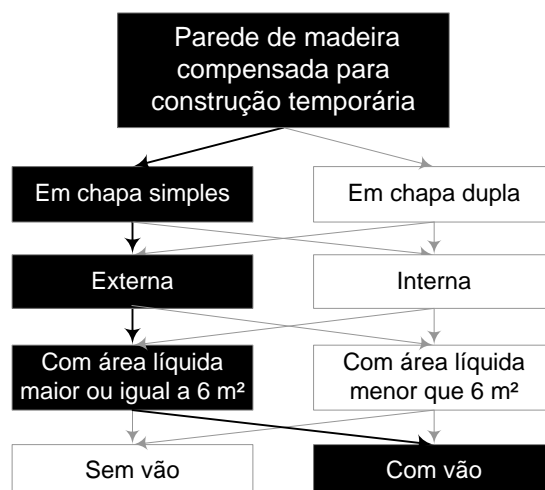 Parede de madeira
compensada para
construção temporária
Em chapa simples
Em chapa dupla
Externa
Interna
Com área líquida
maior ou igual a 6 m²
Com área líquida
menor que 6 m²
Sem vão
Com vão